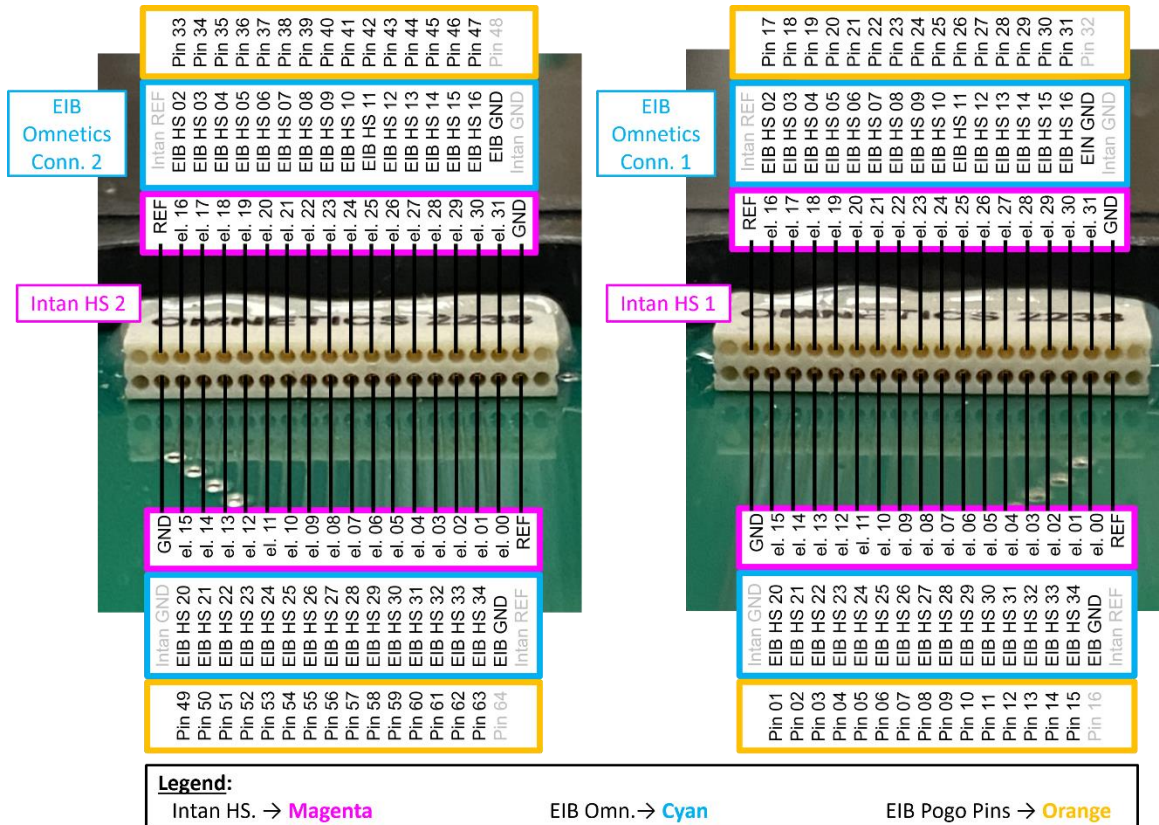 Pin 33 Pin 34 Pin 35 Pin 36 Pin 37 Pin 38 Pin 39 Pin 40 Pin 41 Pin 42 Pin 43 Pin 44 Pin 45 Pin 46 Pin 47 Pin 48
EIB
Omnetics
Conn. 2
Intan REF EIB HS 02 EIB HS 03 EIB HS 04 EIB HS 05 EIB HS 06 EIB HS 07 EIB HS 08 EIB HS 09 EIB HS 10 EIB HS 11 EIB HS 12 EIB HS 13 EIB HS 14 EIB HS 15 EIB HS 16 EIB GND Intan GND
REF el. 16 el. 17 el. 18 el. 19 el. 20 el. 21 el. 22 el. 23 el. 24 el. 25 el. 26 el. 27 el. 28 el. 29 el. 30 el. 31 GND
Intan HS 2
OMNETICS 2238
GND el. 15 el. 14 el. 13 el. 12 el. 11 el. 10 el. 09 el. 08 el. 07 el. 06 el. 05 el. 04 el. 03 el. 02 el. 01 el. 00 REF
Intan GND EIB HS 20 EIB HS 21 EIB HS 22 EIB HS 23 EIB HS 24 EIB HS 25 EIB HS 26 EIB HS 27 EIB HS 28 EIB HS 29 EIB HS 30 EIB HS 31 EIB HS 32 EIB HS 33 EIB HS 34 EIB GND Intan REF
Pin 49 Pin 50 Pin 51 Pin 52 Pin 53 Pin 54 Pin 55 Pin 56 Pin 57 Pin 58 Pin 59 Pin 60 Pin 61 Pin 62 Pin 63 Pin 64
Pin 17 Pin 18 Pin 19 Pin 20 Pin 21 Pin 22 Pin 23 Pin 24 Pin 25 Pin 26 Pin 27 Pin 28 Pin 29 Pin 30 Pin 31 Pin 32
EIB
Omnetics
Conn. 1
Intan REF EIB HS 02 EIB HS 03 EIB HS 04 EIB HS 05 EIB HS 06 EIB HS 07 EIB HS 08 EIB HS 09 EIB HS 10 EIB HS 11 EIB HS 12 EIB HS 13 EIB HS 14 EIB HS 15 EIB HS 16 EIN GND Intan GND
REF el. 16 el. 17 el. 18 el. 19 el. 20 el. 21 el. 22 el. 23 el. 24 el. 25 el. 26 el. 27 el. 28 el. 29 el. 30 el. 31 GND
Intan HS 1
OMNETICS 2238
GND el. 15 el. 14 el. 13 el. 12 el. 11 el. 10 el. 09 el. 08 el. 07 el. 06 el. 05 el. 04 el. 03 el. 02 el. 01 el. 00 REF
Intan GND EIB HS 20 EIB HS 21 EIB HS 22 EIB HS 23 EIB HS 24 EIB HS 25 EIB HS 26 EIB HS 27 EIB HS 28 EIB HS 29 EIB HS 30 EIB HS 31 EIB HS 32 EIB HS 33 EIB HS 34 EIB GND Intan REF
Pin 01 Pin 02 Pin 03 Pin 04 Pin 05 Pin 06 Pin 07 Pin 08 Pin 09 Pin 10 Pin 11 Pin 12 Pin 13 Pin 14 Pin 15 Pin 16
Legend:
Intan HS. → Magenta EIB Omn.→ Cyan EIB Pogo Pins → Orange